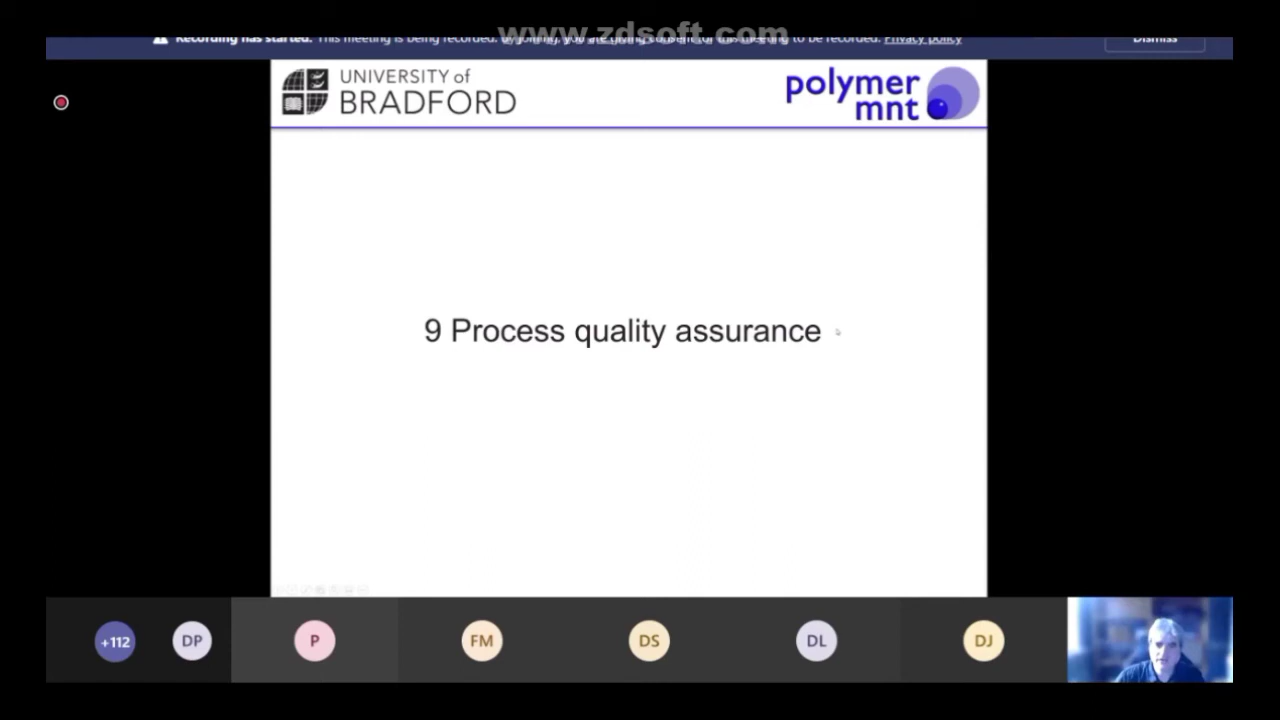 www.zdsoft.com
Recording has started. This meeting is being recorded. By joining, you are giving consent for this meeting to be recorded. Privacy policy
Dismiss
UNIVERSITY of
BRADFORD
polymer
mnt
9 Process quality assurance
+112
DP
P
FM
DS
DL
DJ